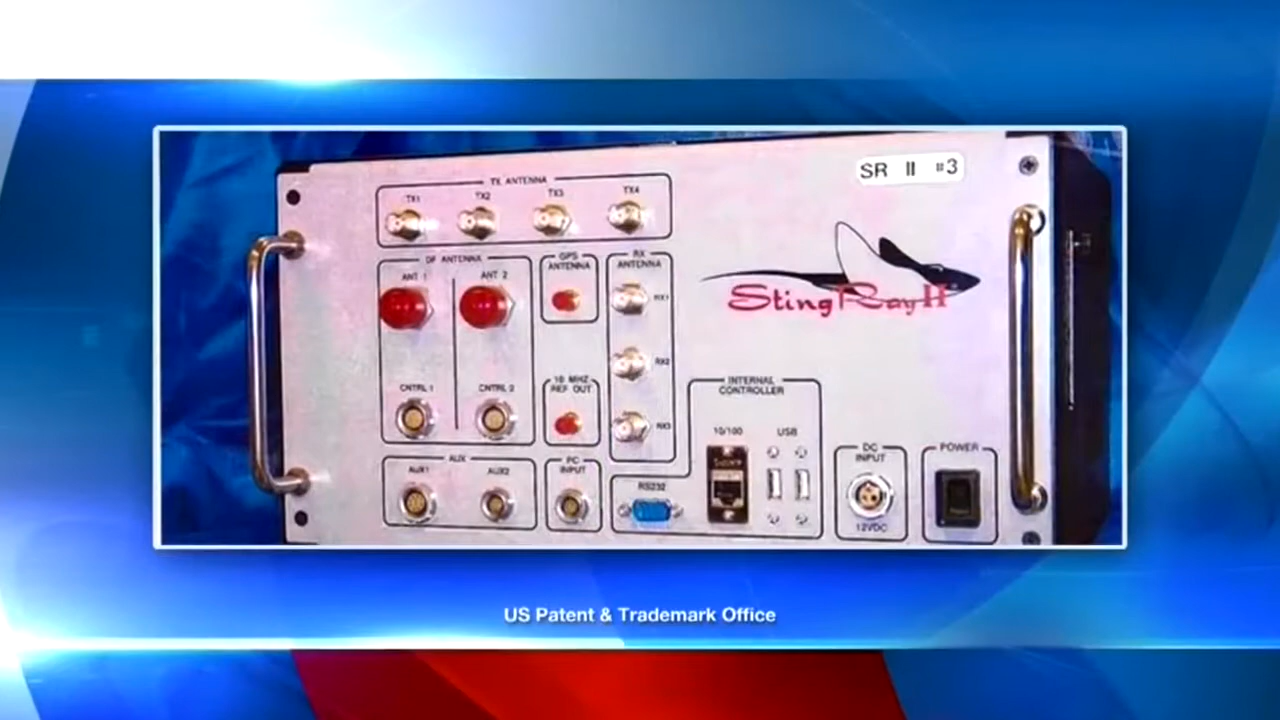 SR II #3
TX ANTENNA
TX1 TX2 TX3 TX4
DF ANTENNA
ANT 1 ANT 2
GPS
ANTENNA
RX
ANTENNA
RX1
StingRay II
RX2
CNTRL 1 CNTRL 2
10 MHZ
REF OUT
RX3
INTERNAL
CONTROLLER
10/100 USB
AUX
AUX1 AUX2
PC
INPUT
RS232
DC
INPUT
12VDC
POWER
US Patent & Trademark Office